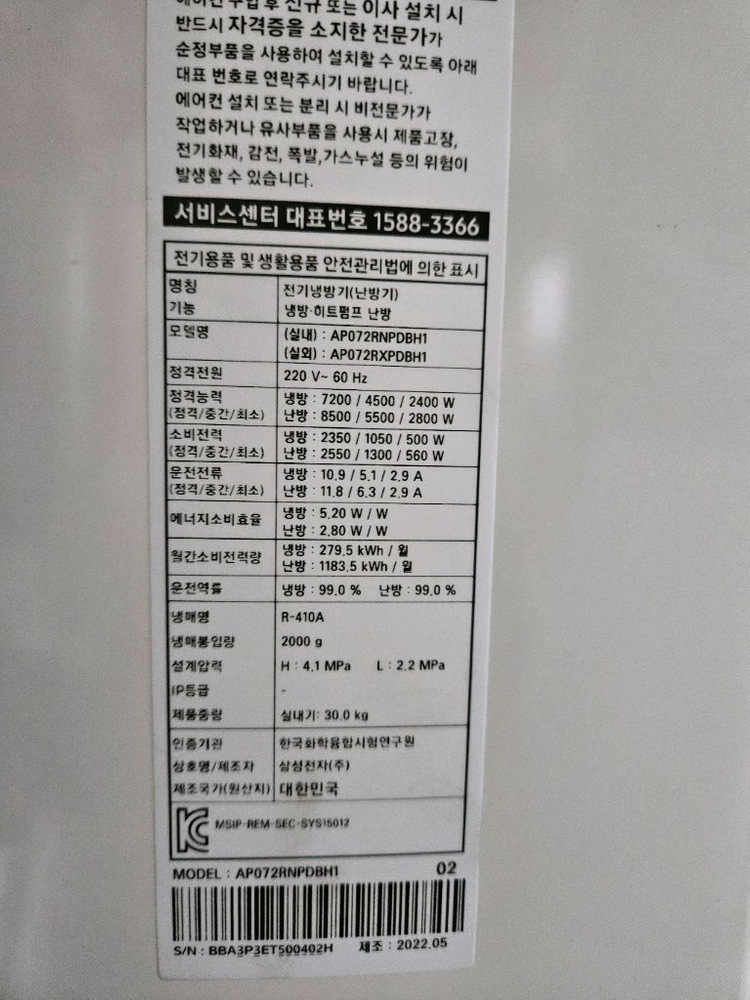 에어컨 구입 후 신규 또는 이사 설치 시
반드시 자격증을 소지한 전문가가
순정부품을 사용하여 설치할 수 있도록 아래
대표 번호로 연락주시기 바랍니다.
에어컨 설치 또는 분리 시 비전문가가
작업하거나 유사부품을 사용시 제품고장,
전기화재, 감전, 폭발,가스누설 등의 위험이
발생할 수 있습니다.
서비스센터 대표번호 1588-3366
전기용품 및 생활용품 안전관리법에 의한 표시
명칭 전기냉방기(난방기)
기능 냉방·히트펌프 난방
모델명 (실내) : AP072RNPDBH1
(실외) : AP072RXPDBH1
정격전원 220 V~ 60 Hz
정격능력 냉방 : 7200 / 4500 / 2400 W
(정격/중간/최소) 난방 : 8500 / 5500 / 2800 W
소비전력 냉방 : 2350 / 1050 / 500 W
(정격/중간/최소) 난방 : 2550 / 1300 / 560 W
운전전류 냉방 : 10.9 / 5.1 / 2.9 A
(정격/중간/최소) 난방 : 11.8 / 6.3 / 2.9 A
에너지소비효율 냉방 : 5.20 W / W
난방 : 2.80 W / W
월간소비전력량 냉방 : 279.5 kWh / 월
난방 : 1183.5 kWh / 월
운전역률 냉방 : 99.0 % 난방 : 99.0 %
냉매명 R-410A
냉매봉입량 2000 g
설계압력 H : 4.1 MPa L : 2.2 MPa
IP등급 -
제품중량 실내기: 30.0 kg
인증기관 한국화학융합시험연구원
상호명/제조자 삼성전자(주)
제조국가(원산지) 대한민국
MSIP-REM-SEC-SYS15012
MODEL : AP072RNPDBH1 02
S/N : BBA3P3ET500402H 제조 : 2022.05